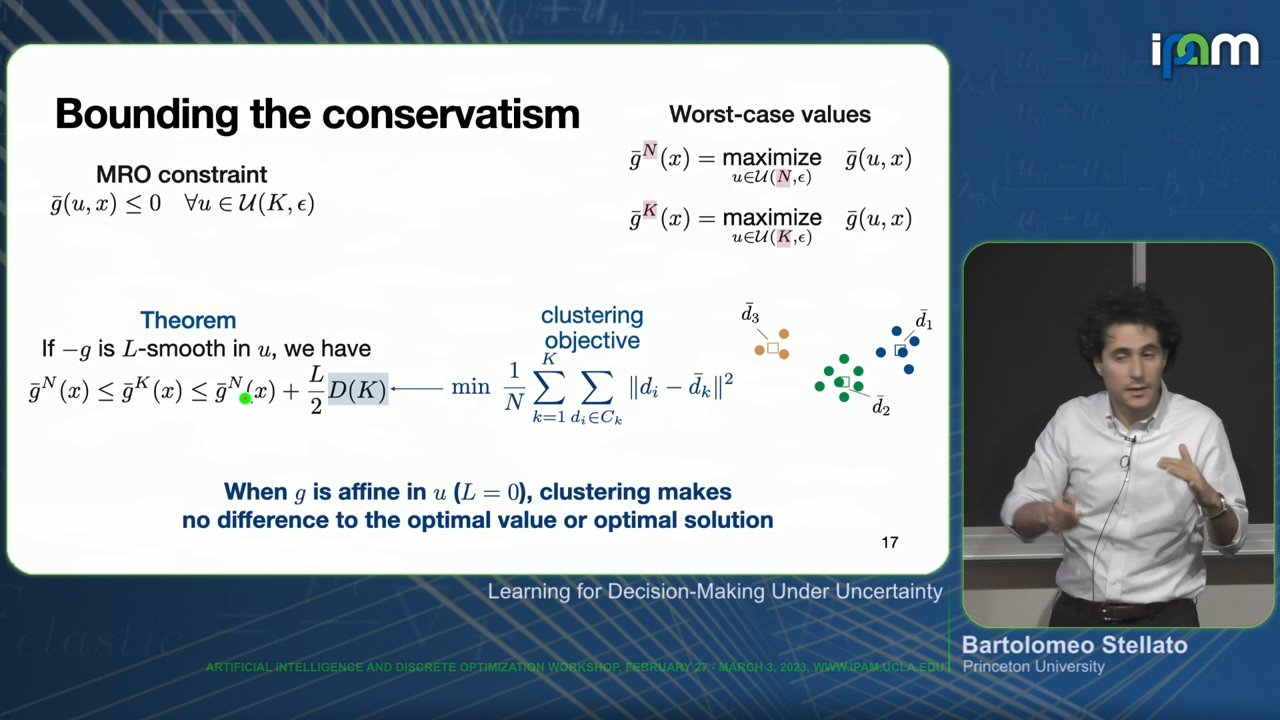 ipam
Bounding the conservatism
MRO constraint
ḡ(u, x) ≤ 0 ∀u ∈ 𝒰(K, ϵ)
Worst-case values
ḡ^N(x) = maximize ḡ(u, x)
u∈𝒰(N,ϵ)
ḡ^K(x) = maximize ḡ(u, x)
u∈𝒰(K,ϵ)
Theorem
If −g is L-smooth in u, we have
ḡ^N(x) ≤ ḡ^K(x) ≤ ḡ^N(x) + L/2 D(K)
clustering
objective
min 1/N ∑_{k=1}^{K} ∑_{d_i∈C_k} ‖d_i − d̄_k‖²
d̄_3
d̄_1
d̄_2
When g is affine in u (L = 0), clustering makes
no difference to the optimal value or optimal solution
17
Learning for Decision-Making Under Uncertainty
Bartolomeo Stellato
Princeton University
ARTIFICIAL INTELLIGENCE AND DISCRETE OPTIMIZATION WORKSHOP, FEBRUARY 27 - MARCH 3, 2023, WWW.IPAM.UCLA.EDU